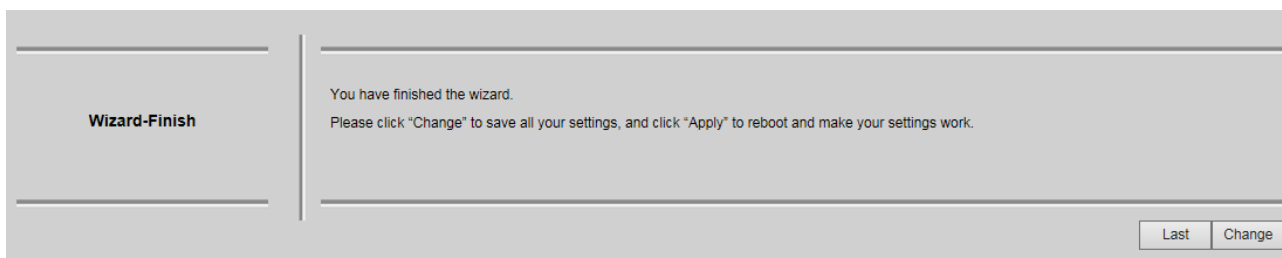 Wizard-Finish
You have finished the wizard.
Please click “Change” to save all your settings, and click “Apply” to reboot and make your settings work.
Last
Change